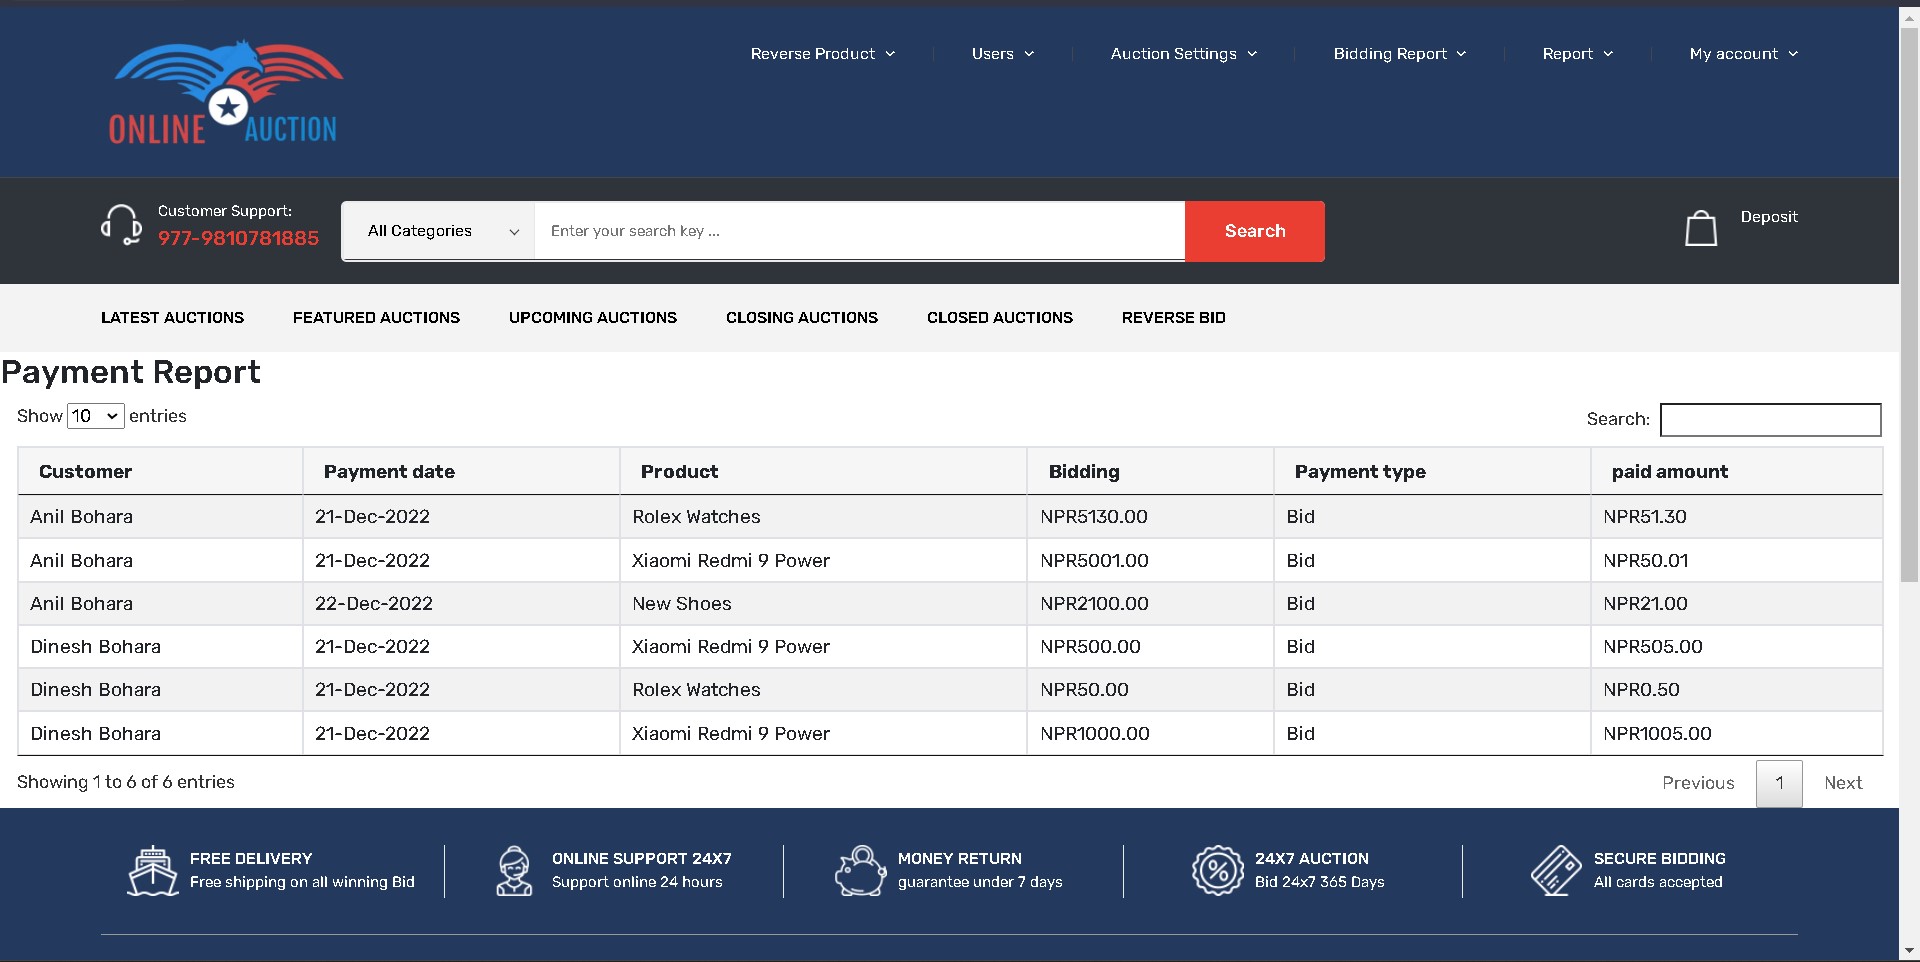 Reverse Product Users Auction Settings Bidding Report Report My account
ONLINE AUCTION
Customer Support:
977-9810781885
All Categories Enter your search key ... Search
Deposit
LATEST AUCTIONS FEATURED AUCTIONS UPCOMING AUCTIONS CLOSING AUCTIONS CLOSED AUCTIONS REVERSE BID
Payment Report
Show 10 entries Search:
Customer Payment date Product Bidding Payment type paid amount
Anil Bohara 21-Dec-2022 Rolex Watches NPR5130.00 Bid NPR51.30
Anil Bohara 21-Dec-2022 Xiaomi Redmi 9 Power NPR5001.00 Bid NPR50.01
Anil Bohara 22-Dec-2022 New Shoes NPR2100.00 Bid NPR21.00
Dinesh Bohara 21-Dec-2022 Xiaomi Redmi 9 Power NPR500.00 Bid NPR505.00
Dinesh Bohara 21-Dec-2022 Rolex Watches NPR50.00 Bid NPR0.50
Dinesh Bohara 21-Dec-2022 Xiaomi Redmi 9 Power NPR1000.00 Bid NPR1005.00
Showing 1 to 6 of 6 entries Previous 1 Next
FREE DELIVERY
Free shipping on all winning Bid
ONLINE SUPPORT 24X7
Support online 24 hours
MONEY RETURN
guarantee under 7 days
24X7 AUCTION
Bid 24x7 365 Days
SECURE BIDDING
All cards accepted